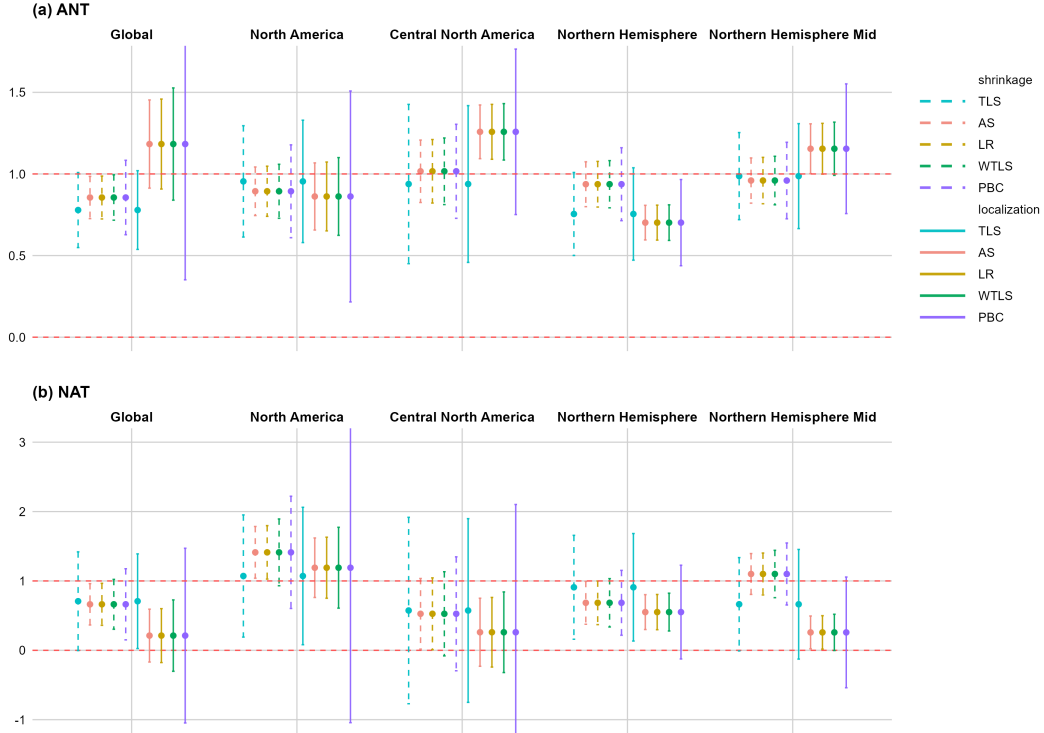 (a) ANT
Global North America Central North America Northern Hemisphere Northern Hemisphere Mid
1.5
1.0
0.5
0.0
shrinkage
TLS
AS
LR
WTLS
PBC
localization
TLS
AS
LR
WTLS
PBC
(b) NAT
Global North America Central North America Northern Hemisphere Northern Hemisphere Mid
3
2
1
0
-1